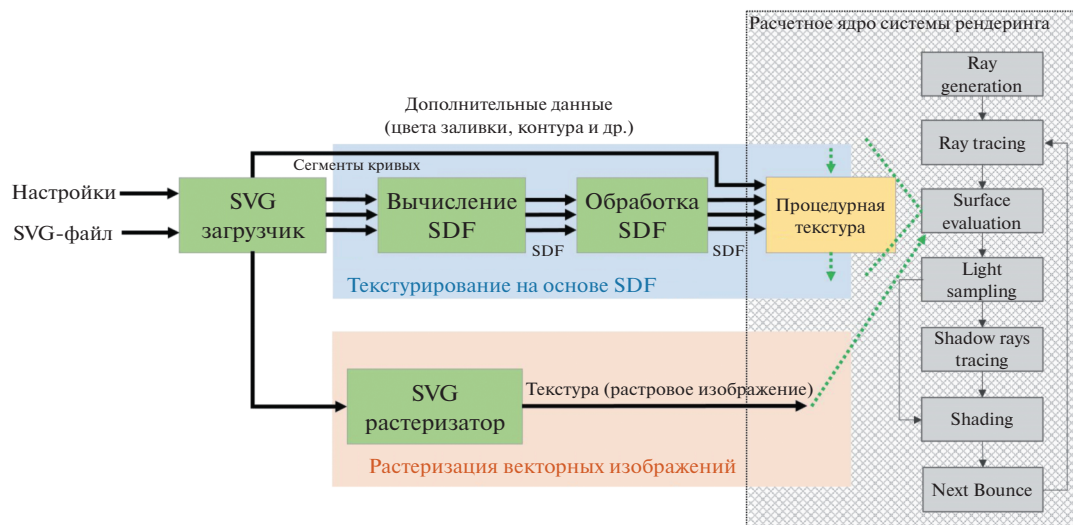 Расчетное ядро системы рендеринга
Ray
generation
Дополнительные данные
(цвета заливки, контура и др.)
Ray tracing
Сегменты кривых
Настройки
SVG-файл
SVG
загрузчик
Вычисление
SDF
SDF
Обработка
SDF
SDF
Процедурная
текстура
Surface
evaluation
Текстурирование на основе SDF
Light
sampling
Shadow rays
tracing
SVG
растеризатор
Текстура (растровое изображение)
Shading
Растеризация векторных изображений
Next Bounce